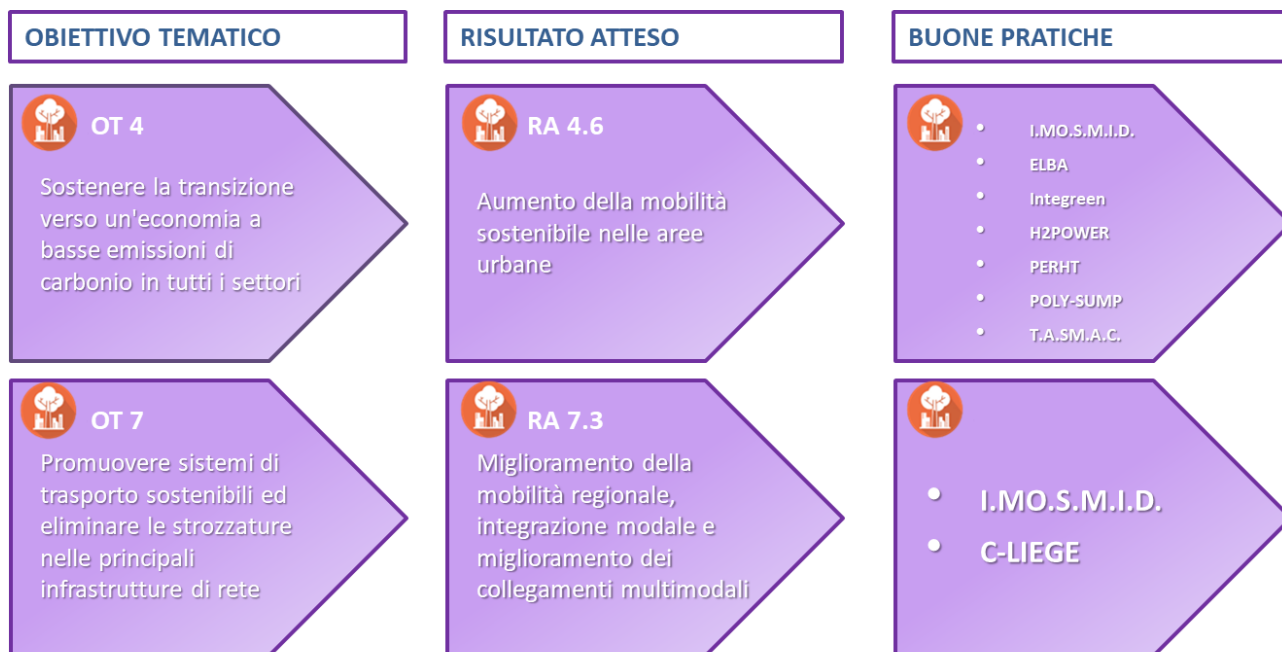 OBIETTIVO TEMATICO
RISULTATO ATTESO
BUONE PRATICHE
OT 4
Sostenere la transizione
verso un'economia a
basse emissioni di
carbonio in tutti i settori
RA 4.6
Aumento della mobilità
sostenibile nelle aree
urbane
• I.MO.S.M.I.D.
• ELBA
• Integreen
• H2POWER
• PERHT
• POLY-SUMP
• T.A.SM.A.C.
OT 7
Promuovere sistemi di
trasporto sostenibili ed
eliminare le strozzature
nelle principali
infrastrutture di rete
RA 7.3
Miglioramento della
mobilità regionale,
integrazione modale e
miglioramento dei
collegamenti multimodali
• I.MO.S.M.I.D.
• C-LIEGE